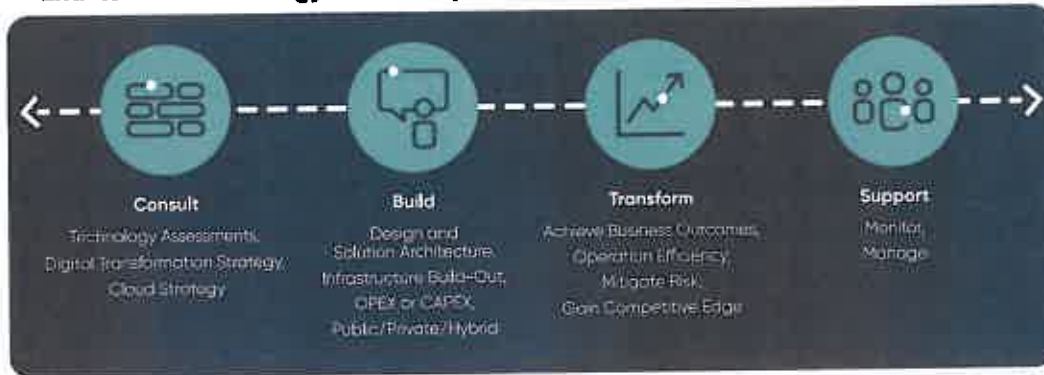 Consult
Technology Assessments,
Digital Transformation Strategy,
Cloud Strategy
Build
Design and
Solution Architecture,
Infrastructure Build-Out,
OPEX or CAPEX,
Public/Private/Hybrid
Transform
Achieve Business Outcomes,
Operation Efficiency,
Mitigate Risk,
Gain Competitive Edge
Support
Monitor,
Manage